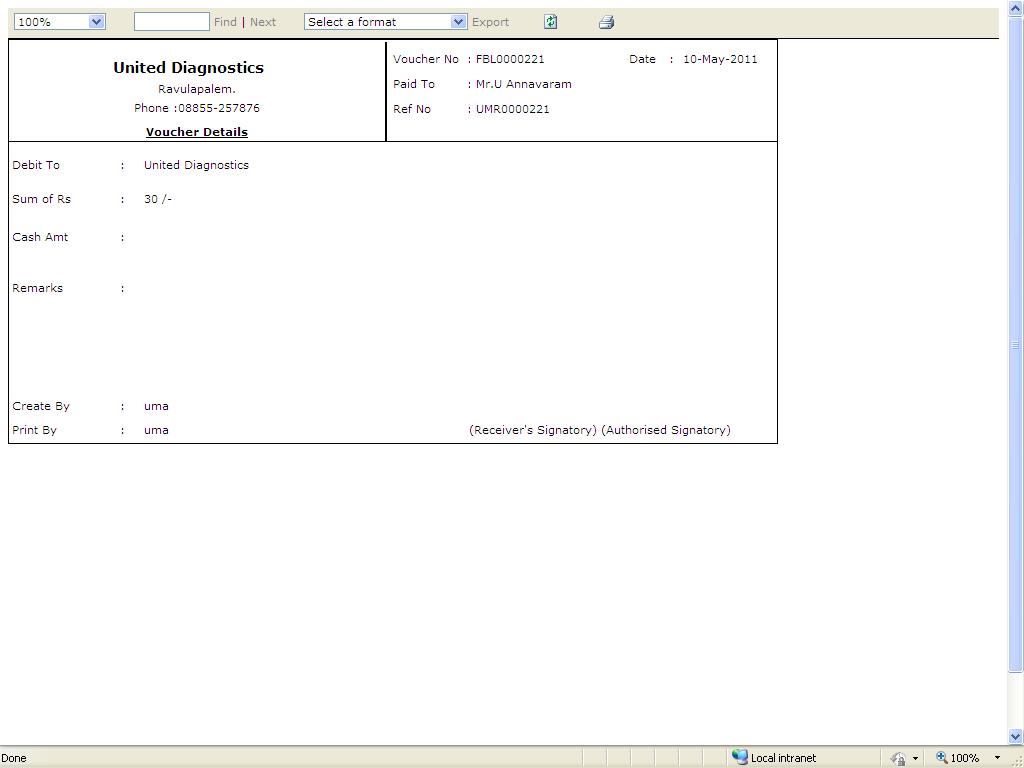 100% Find | Next Select a format Export
United Diagnostics
Ravulapalem.
Phone :08855-257876
Voucher Details
Voucher No : FBL0000221 Date : 10-May-2011
Paid To : Mr.U Annavaram
Ref No : UMR0000221
Debit To : United Diagnostics
Sum of Rs : 30 /-
Cash Amt :
Remarks :
Create By : uma
Print By : uma (Receiver's Signatory) (Authorised Signatory)
Done Local intranet 100%